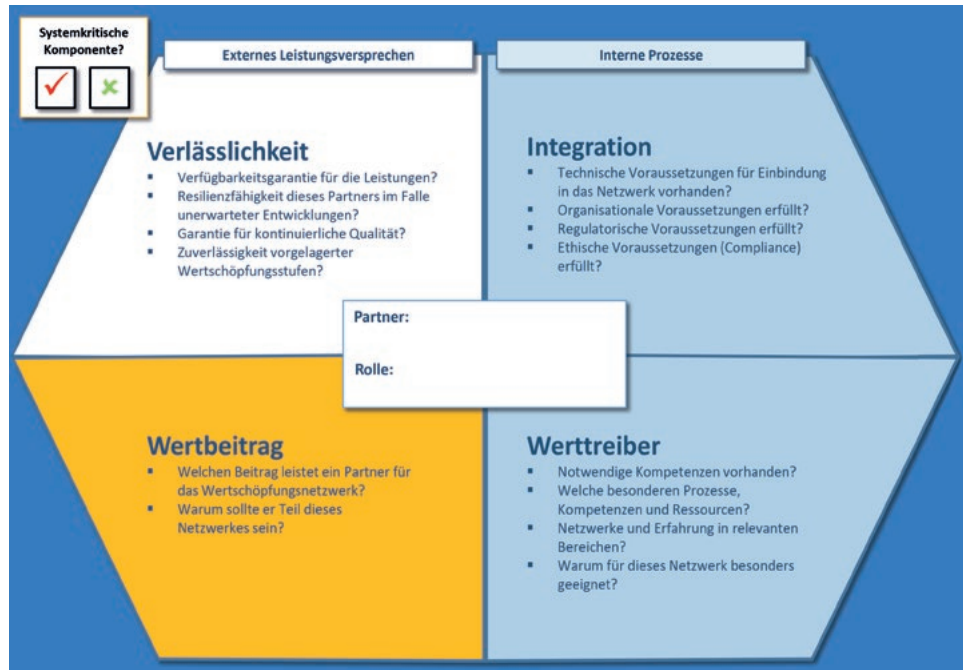 Systemkritische
Komponente?
Externes Leistungsversprechen
Interne Prozesse
Verlässlichkeit
▪ Verfügbarkeitsgarantie für die Leistungen?
▪ Resilienzfähigkeit dieses Partners im Falle
unerwarteter Entwicklungen?
▪ Garantie für kontinuierliche Qualität?
▪ Zuverlässigkeit vorgelagerter
Wertschöpfungsstufen?
Integration
▪ Technische Voraussetzungen für Einbindung
in das Netzwerk vorhanden?
▪ Organisationale Voraussetzungen erfüllt?
▪ Regulatorische Voraussetzungen erfüllt?
▪ Ethische Voraussetzungen (Compliance)
erfüllt?
Partner:
Rolle:
Wertbeitrag
▪ Welchen Beitrag leistet ein Partner für
das Wertschöpfungsnetzwerk?
▪ Warum sollte er Teil dieses
Netzwerkes sein?
Werttreiber
▪ Notwendige Kompetenzen vorhanden?
▪ Welche besonderen Prozesse,
Kompetenzen und Ressourcen?
▪ Netzwerke und Erfahrung in relevanten
Bereichen?
▪ Warum für dieses Netzwerk besonders
geeignet?